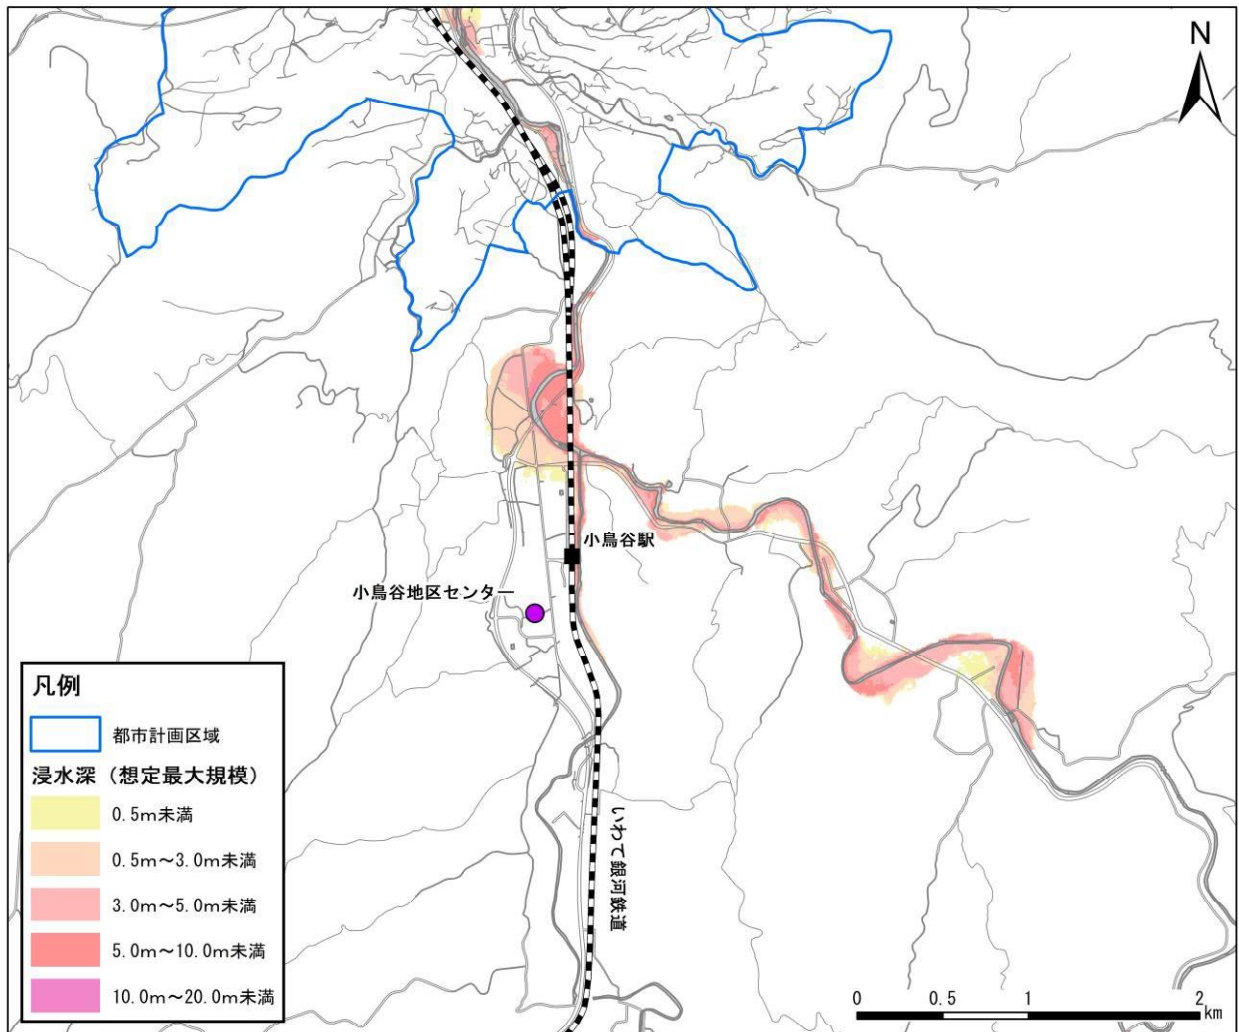 N
小鳥谷駅
小鳥谷地区センター
いわて銀河鉄道
凡例
都市計画区域
浸水深（想定最大規模）
0.5m未満
0.5m～3.0m未満
3.0m～5.0m未満
5.0m～10.0m未満
10.0m～20.0m未満
0 0.5 1 2 km